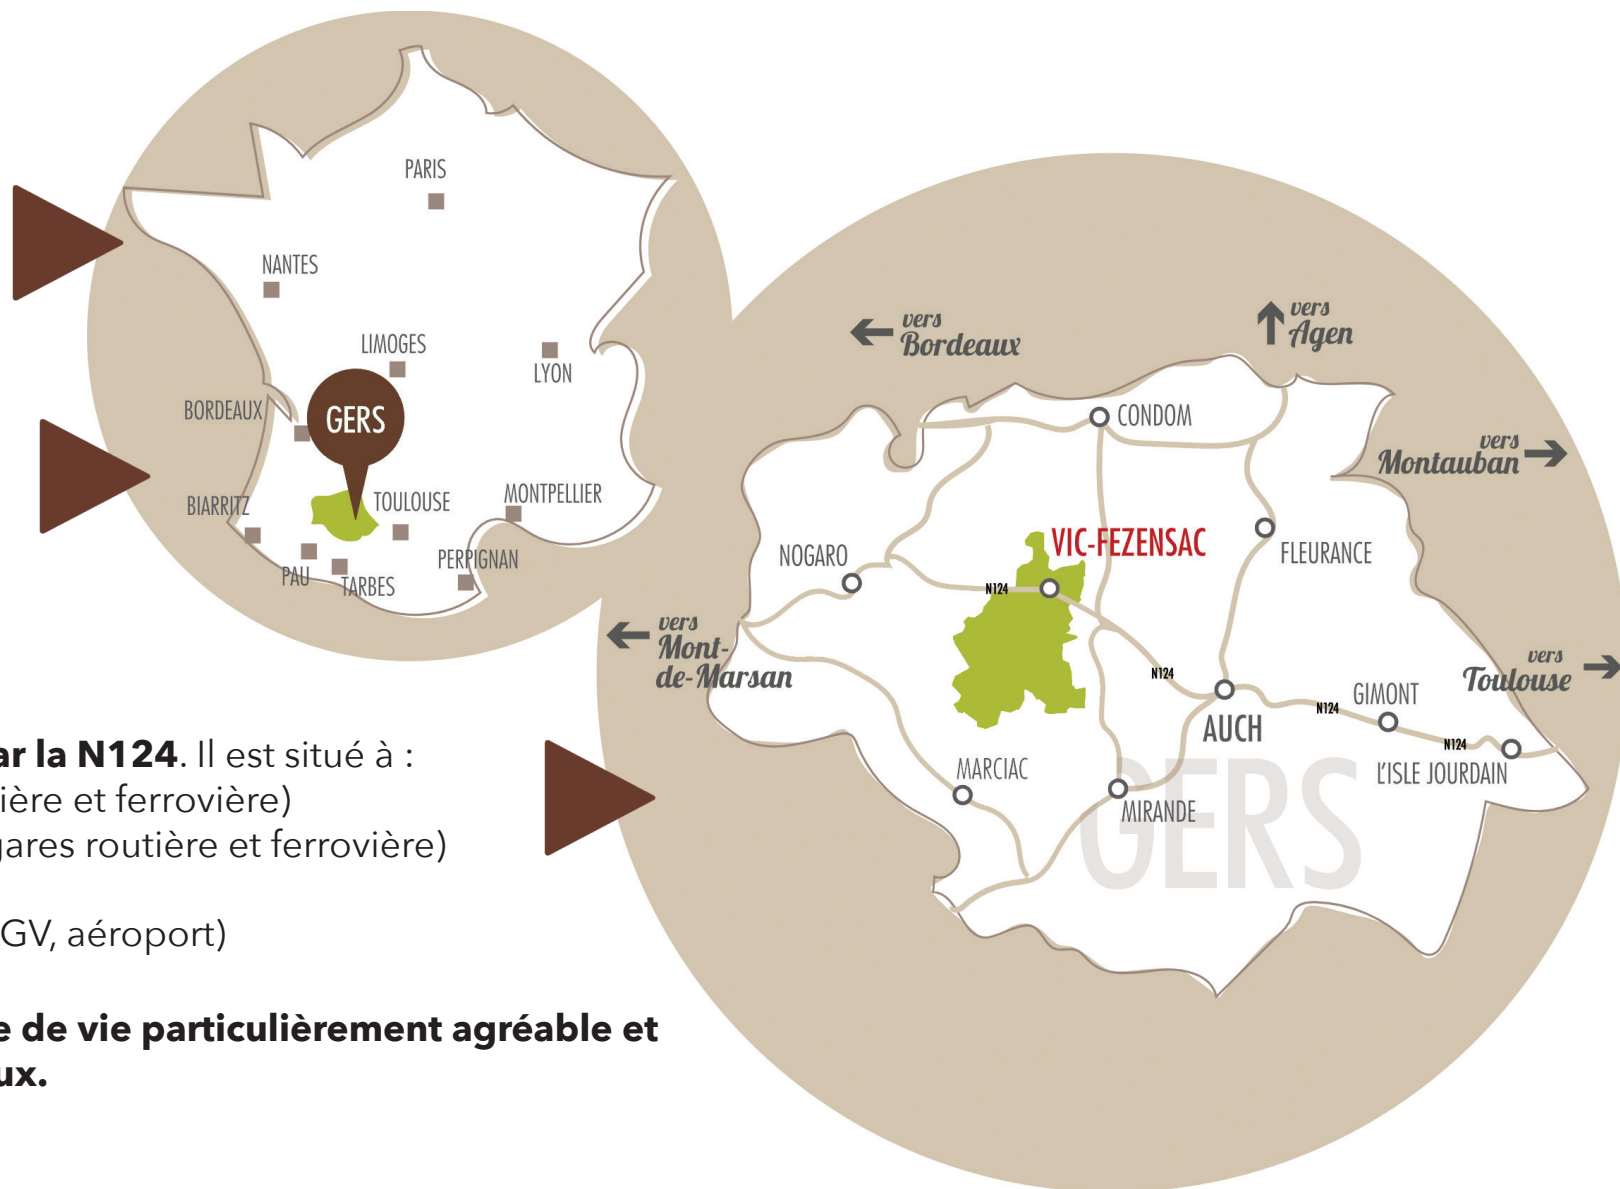 PARIS
NANTES
LIMOGES
LYON
BORDEAUX
GERS
BIARRITZ
TOULOUSE
MONTPELLIER
PAU
TARBES
PERPIGNAN
vers
Bordeaux
vers
Agen
vers
Montauban
vers
Mont-
de-Marsan
vers
Toulouse
CONDOM
NOGARO
VIC-FEZENSAC
FLEURANCE
N124
N124
AUCH
N124
GIMONT
N124
L'ISLE JOURDAIN
MARCIAC
MIRANDE
GERS
ar la N124. Il est situé à :
ière et ferrovière)
gares routière et ferrovière)
GV, aéroport)
e de vie particulièrement agréable et
ux.